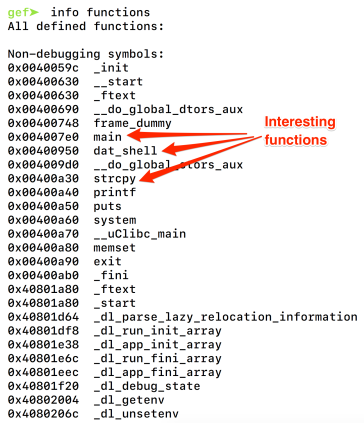 gef➤ info functions
All defined functions:
Non-debugging symbols:
0x0040059c _init
0x00400630 __start
0x00400630 _ftext
0x00400690 __do_global_dtors_aux
0x00400748 frame_dummy
0x004007e0 main
0x00400950 dat_shell
0x004009d0 __do_global_ctors_aux
0x00400a30 strcpy
0x00400a40 printf
0x00400a50 puts
0x00400a60 system
0x00400a70 __uClibc_main
0x00400a80 memset
0x00400a90 exit
0x00400ab0 _fini
0x40801a80 _ftext
0x40801a80 _start
0x40801d64 _dl_parse_lazy_relocation_information
0x40801df8 _dl_run_init_array
0x40801e38 _dl_app_init_array
0x40801e6c _dl_run_fini_array
0x40801eec _dl_app_fini_array
0x40801f20 _dl_debug_state
0x40802004 _dl_getenv
0x4080206c _dl_unsetenv
Interesting
functions